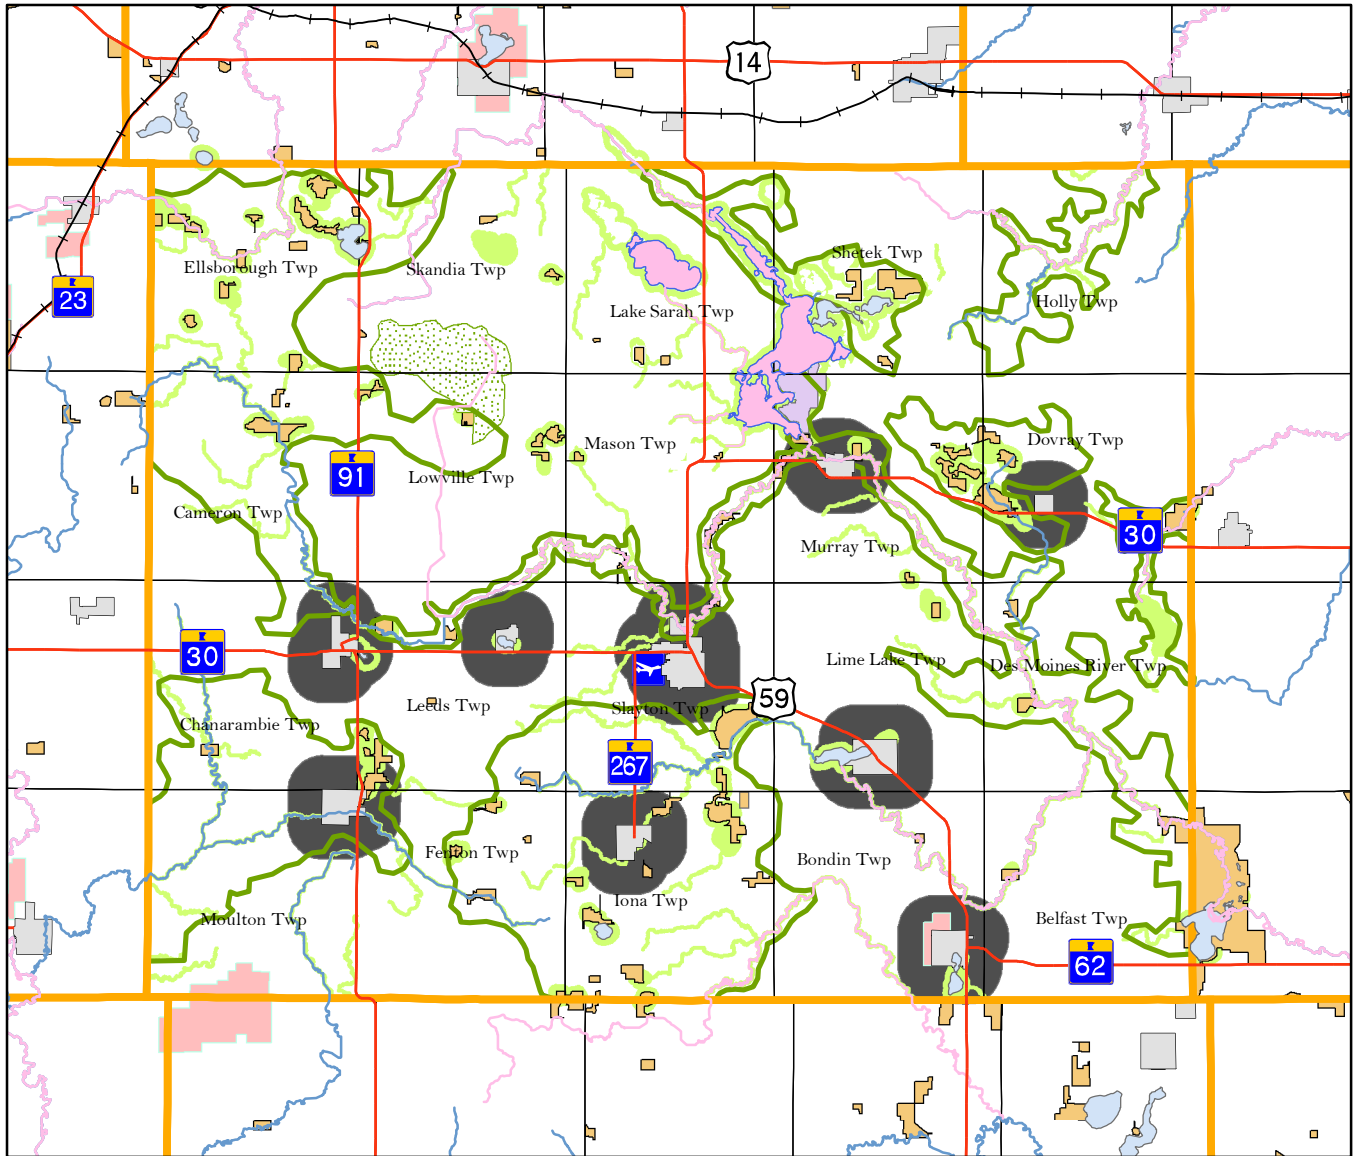 14
Shetek Twp
Ellsborough Twp
Skandia Twp
23
Holly Twp
Lake Sarah Twp
Dovray Twp
Mason Twp
91
Lowville Twp
Cameron Twp
30
Murray Twp
30
Lime Lake Twp
Des Moines River Twp
59
Leeds Twp
Slayton Twp
Chanarambie Twp
267
Fenton Twp
Bondin Twp
Iona Twp
Moulton Twp
Belfast Twp
62